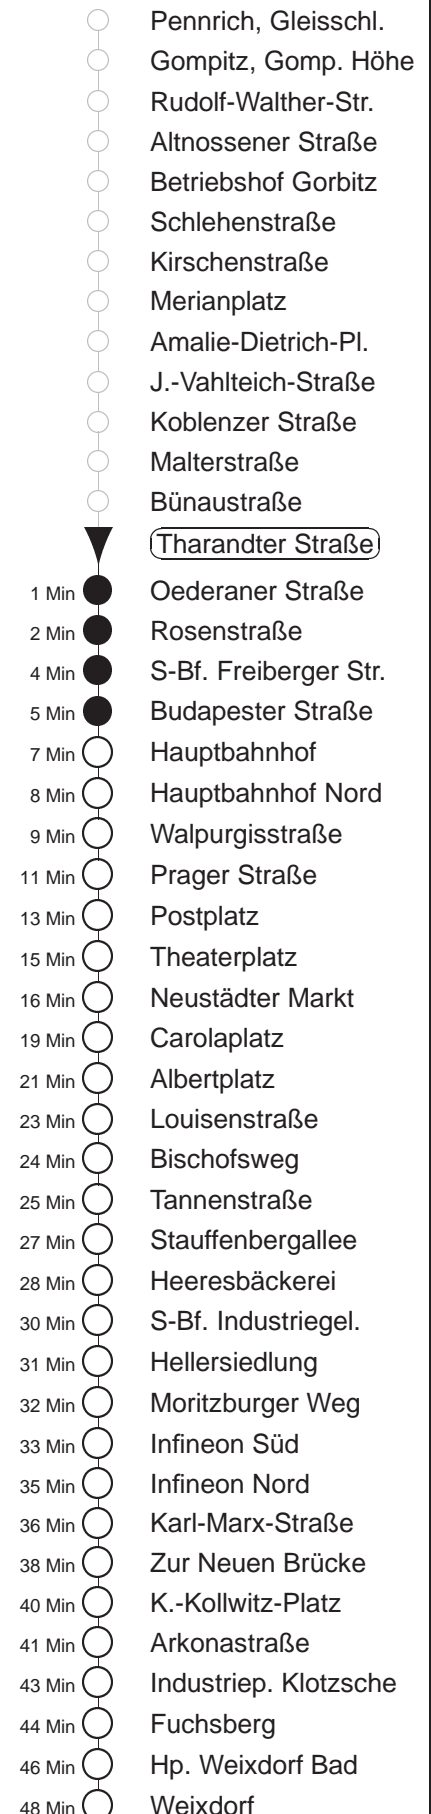 Pennrich, Gleisschl.
Gompitz, Gomp. Höhe
Rudolf-Walther-Str.
Altnossener Straße
Betriebshof Gorbitz
Schlehenstraße
Kirschenstraße
Merianplatz
Amalie-Dietrich-Pl.
J.-Vahlteich-Straße
Koblenzer Straße
Malterstraße
Bünaustraße
Tharandter Straße
1 Min Oederaner Straße
2 Min Rosenstraße
4 Min S-Bf. Freiberger Str.
5 Min Budapester Straße
7 Min Hauptbahnhof
8 Min Hauptbahnhof Nord
9 Min Walpurgisstraße
11 Min Prager Straße
13 Min Postplatz
15 Min Theaterplatz
16 Min Neustädter Markt
19 Min Carolaplatz
21 Min Albertplatz
23 Min Louisenstraße
24 Min Bischofsweg
25 Min Tannenstraße
27 Min Stauffenbergallee
28 Min Heeresbäckerei
30 Min S-Bf. Industriegel.
31 Min Hellersiedlung
32 Min Moritzburger Weg
33 Min Infineon Süd
35 Min Infineon Nord
36 Min Karl-Marx-Straße
38 Min Zur Neuen Brücke
40 Min K.-Kollwitz-Platz
41 Min Arkonastraße
43 Min Industriep. Klotzsche
44 Min Fuchsberg
46 Min Hp. Weixdorf Bad
48 Min Weixdorf